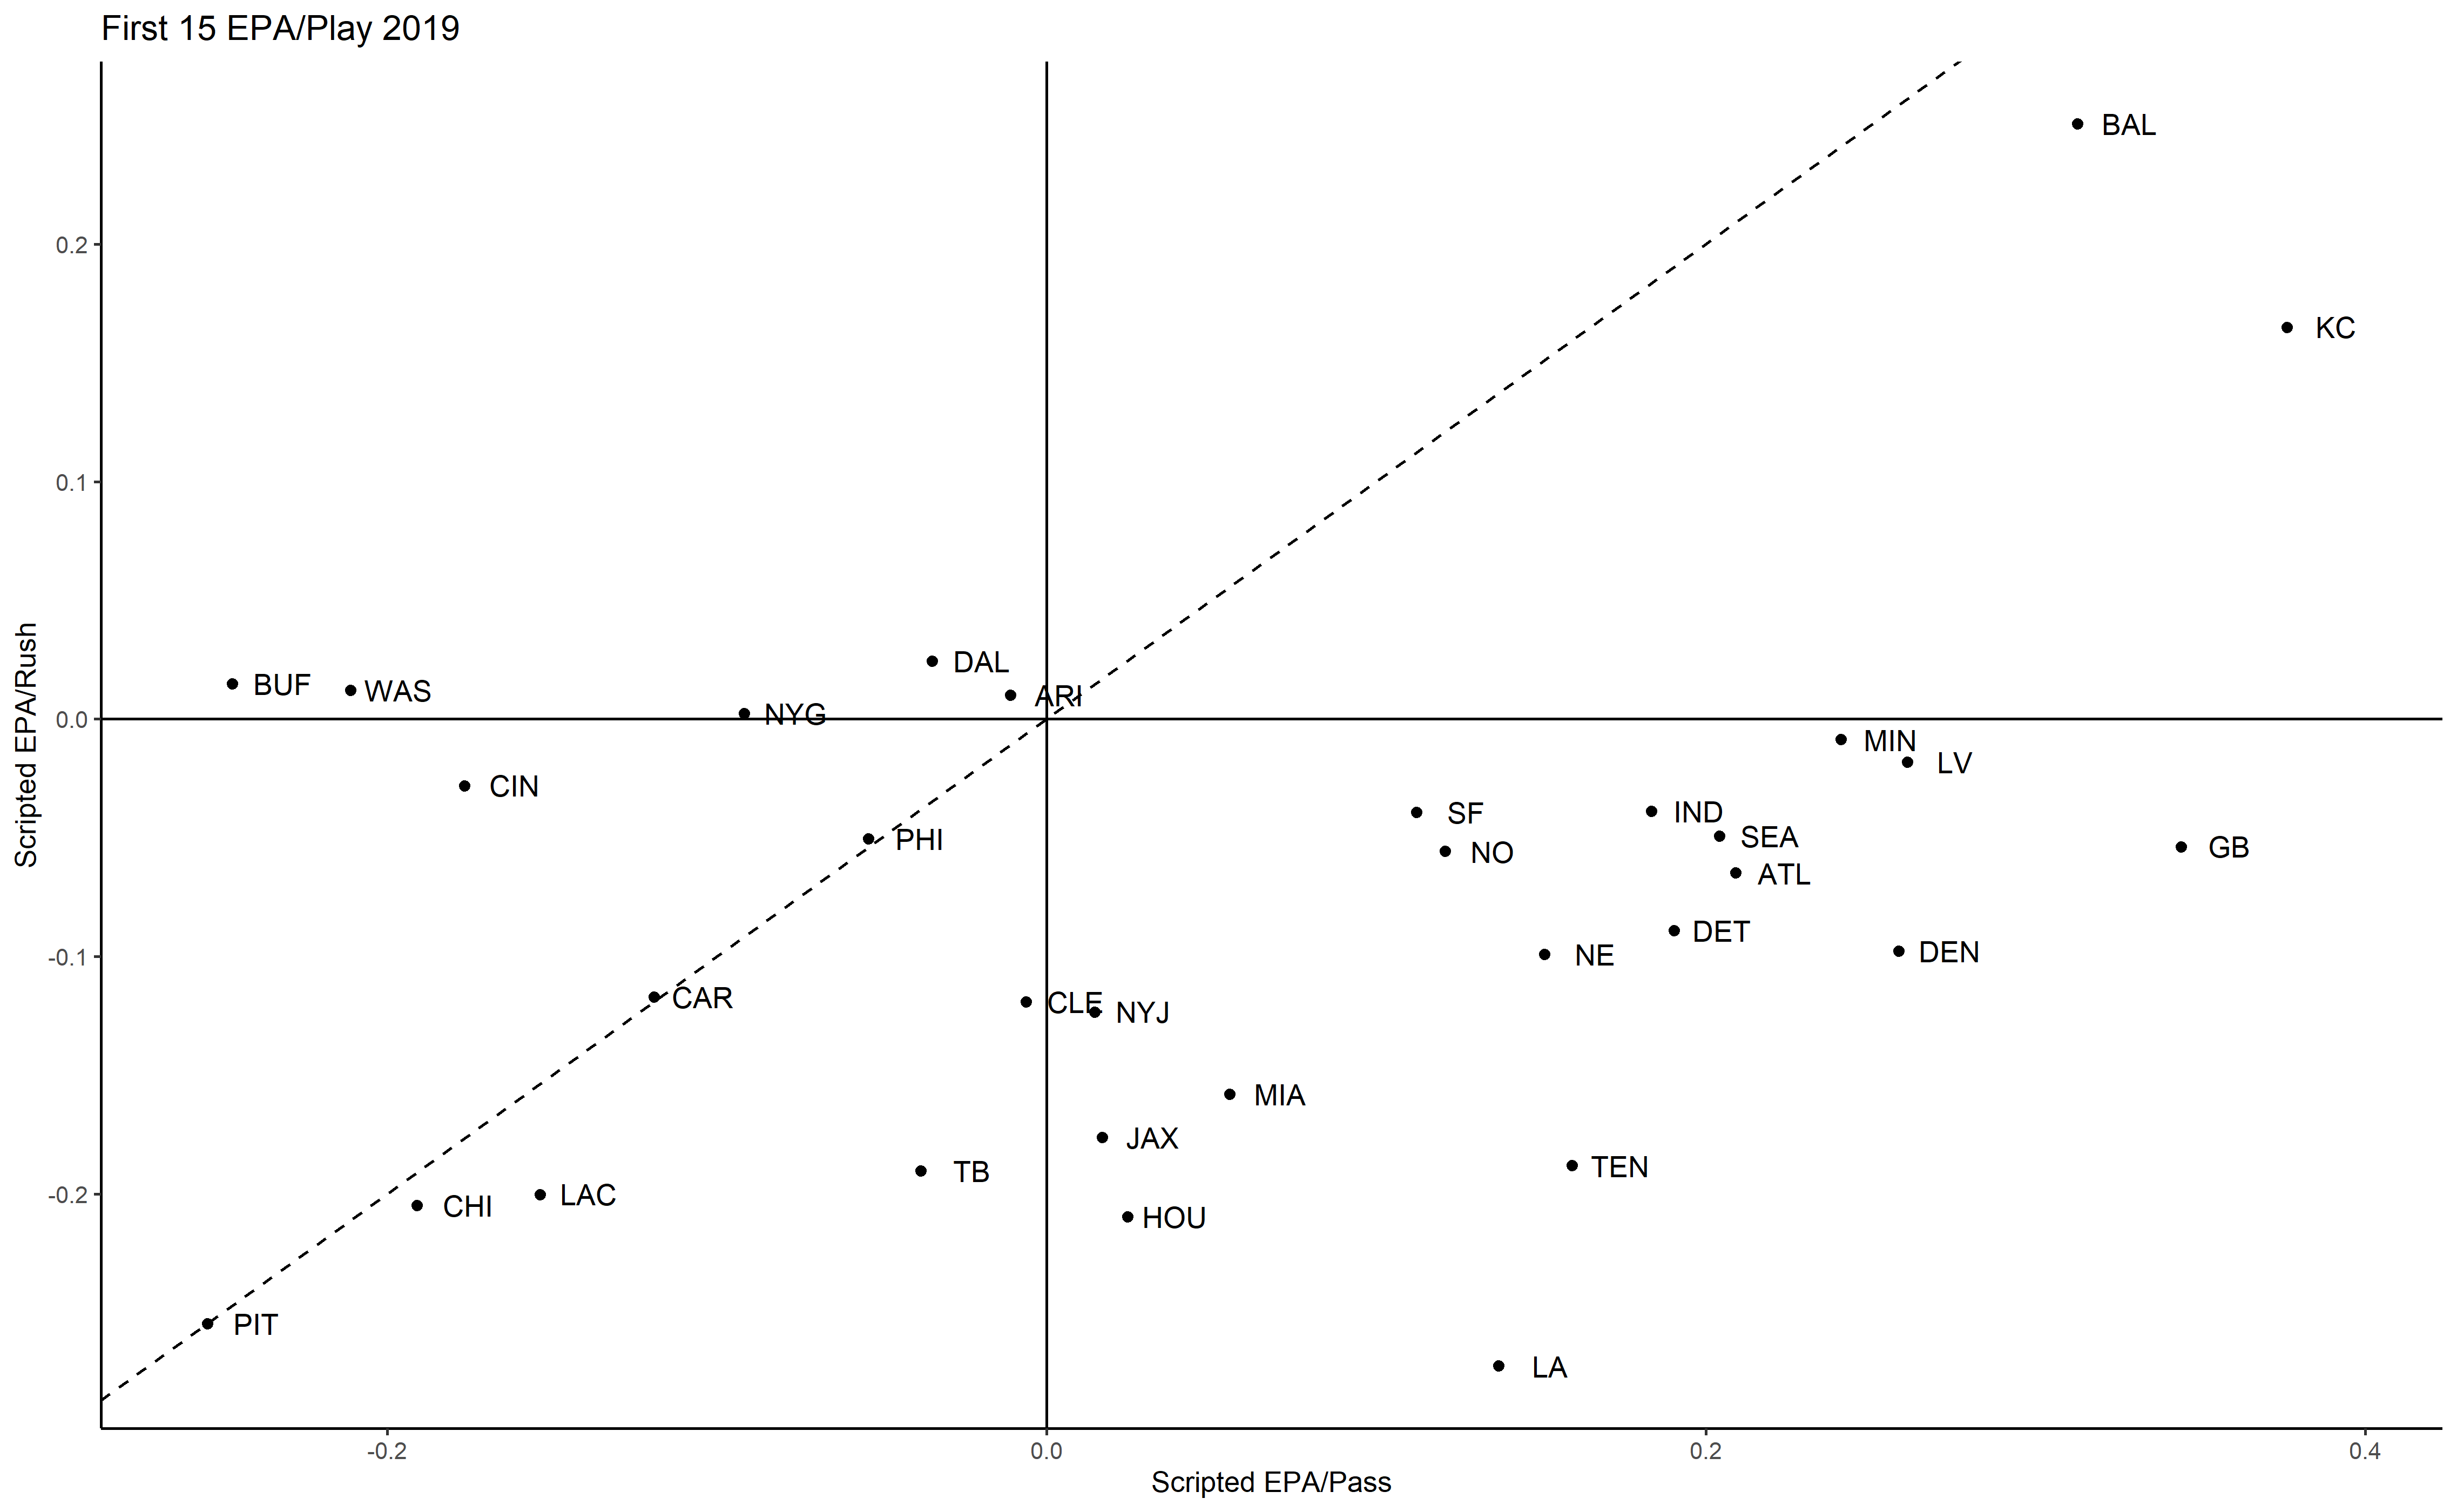 First 15 EPA/Play 2019
BAL
KC
0.2
0.1
DAL
BUF
WAS
ARI
NYG
0.0
MIN
LV
CIN
SF
IND
SEA
PHI
NO
GB
ATL
DET
-0.1
NE
DEN
CAR
CLE
NYJ
MIA
JAX
TB
TEN
-0.2
CHI
LAC
HOU
PIT
LA
Scripted EPA/Rush
-0.2
0.0
0.2
0.4
Scripted EPA/Pass